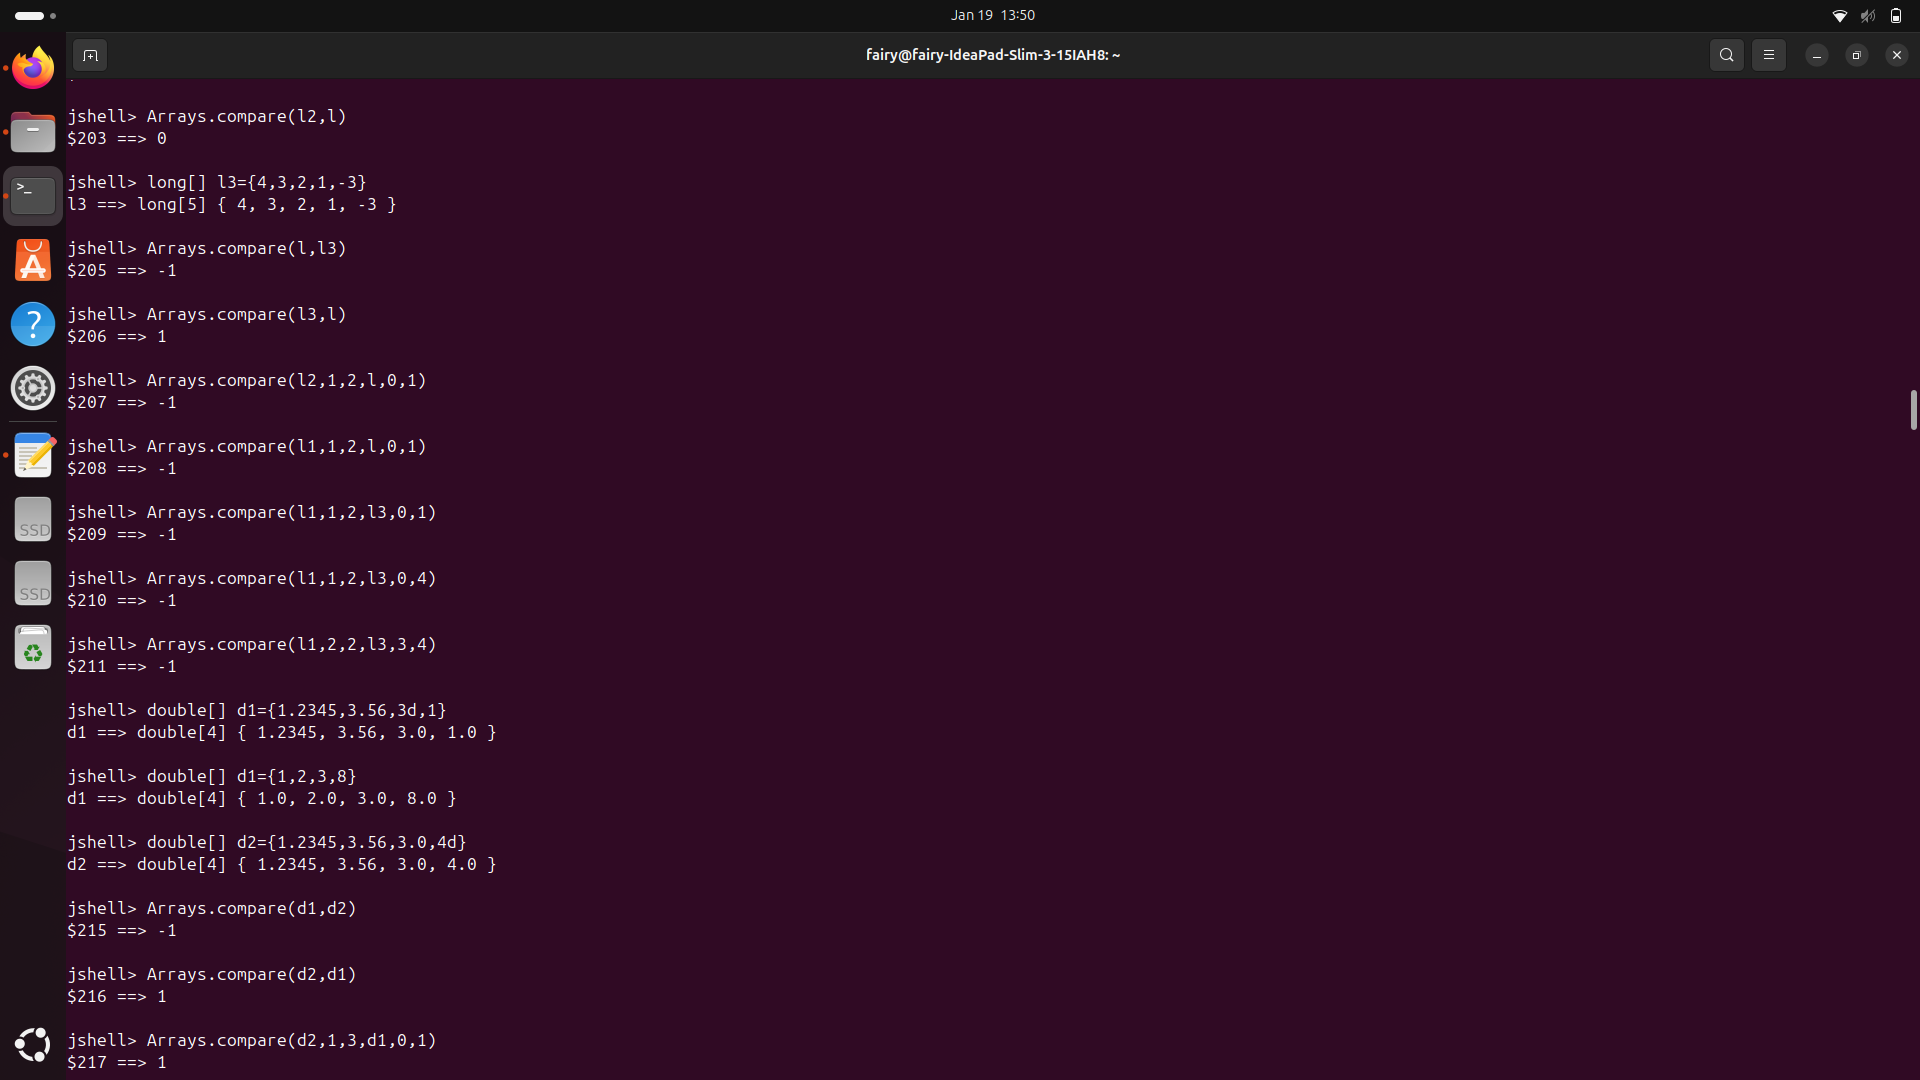 Jan 19 13:50
fairy@fairy-IdeaPad-Slim-3-15IAH8: ~
jshell> Arrays.compare(l2,l)
$203 ==> 0
jshell> long[] l3={4,3,2,1,-3}
l3 ==> long[5] { 4, 3, 2, 1, -3 }
jshell> Arrays.compare(l,l3)
$205 ==> -1
jshell> Arrays.compare(l3,l)
$206 ==> 1
jshell> Arrays.compare(l2,1,2,l,0,1)
$207 ==> -1
jshell> Arrays.compare(l1,1,2,l,0,1)
$208 ==> -1
jshell> Arrays.compare(l1,1,2,l3,0,1)
$209 ==> -1
jshell> Arrays.compare(l1,1,2,l3,0,4)
$210 ==> -1
jshell> Arrays.compare(l1,2,2,l3,3,4)
$211 ==> -1
jshell> double[] d1={1.2345,3.56,3d,1}
d1 ==> double[4] { 1.2345, 3.56, 3.0, 1.0 }
jshell> double[] d1={1,2,3,8}
d1 ==> double[4] { 1.0, 2.0, 3.0, 8.0 }
jshell> double[] d2={1.2345,3.56,3.0,4d}
d2 ==> double[4] { 1.2345, 3.56, 3.0, 4.0 }
jshell> Arrays.compare(d1,d2)
$215 ==> -1
jshell> Arrays.compare(d2,d1)
$216 ==> 1
jshell> Arrays.compare(d2,1,3,d1,0,1)
$217 ==> 1
>_
A
?
SSD
SSD